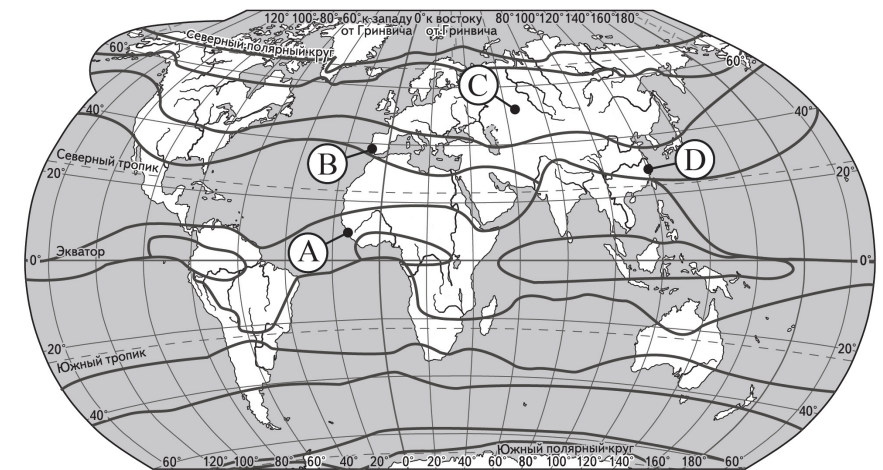 120° 100° 80° 60° к западу 0° к востоку 80° 100° 120° 140° 160° 180°
от Гринвича от Гринвича
Северный полярный круг
60° 60°
C
40° 40°
B D
Северный тропик
20° 20°
A
Экватор
0° 0°
20° 20°
Южный тропик
40° 40°
Южный полярный круг
60° 120° 100° 80° 60° 40° 20° 0° 20° 40° 60° 80° 100° 120° 140° 160° 180° 60°